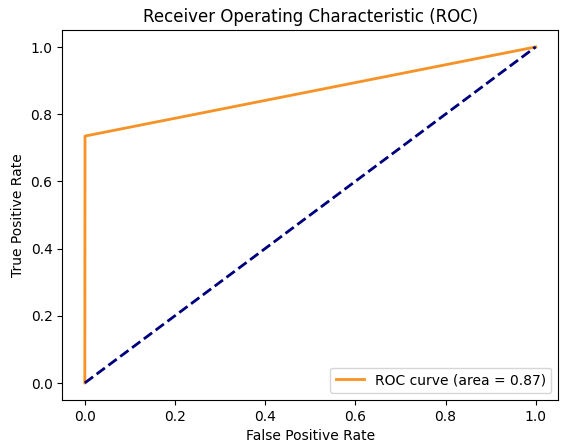 Receiver Operating Characteristic (ROC)
1.0
0.8
0.6
0.4
0.2
0.0
True Positive Rate
ROC curve (area = 0.87)
0.0 0.2 0.4 0.6 0.8 1.0
False Positive Rate